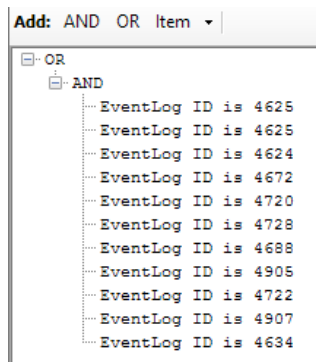 Add: AND OR Item
OR
AND
EventLog ID is 4625
EventLog ID is 4625
EventLog ID is 4624
EventLog ID is 4672
EventLog ID is 4720
EventLog ID is 4728
EventLog ID is 4688
EventLog ID is 4905
EventLog ID is 4722
EventLog ID is 4907
EventLog ID is 4634